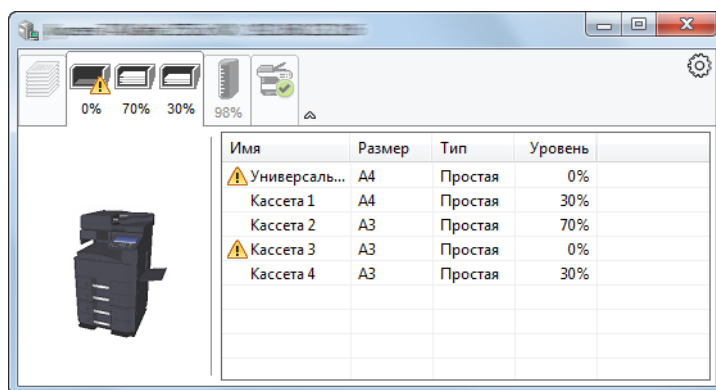 0% 70% 30% 98%
Имя Размер Тип Уровень
Универсаль... A4 Простая 0%
Кассета 1 A4 Простая 30%
Кассета 2 A3 Простая 70%
Кассета 3 A3 Простая 0%
Кассета 4 A3 Простая 30%